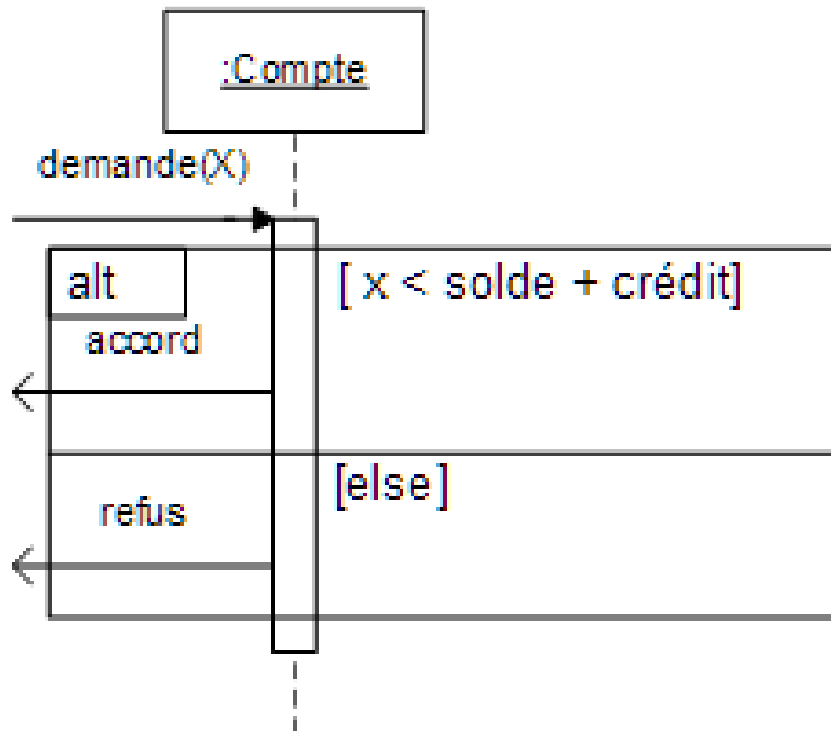 :Compte
demande(X)
alt
[ x < solde + crédit]
accord
[else]
refus